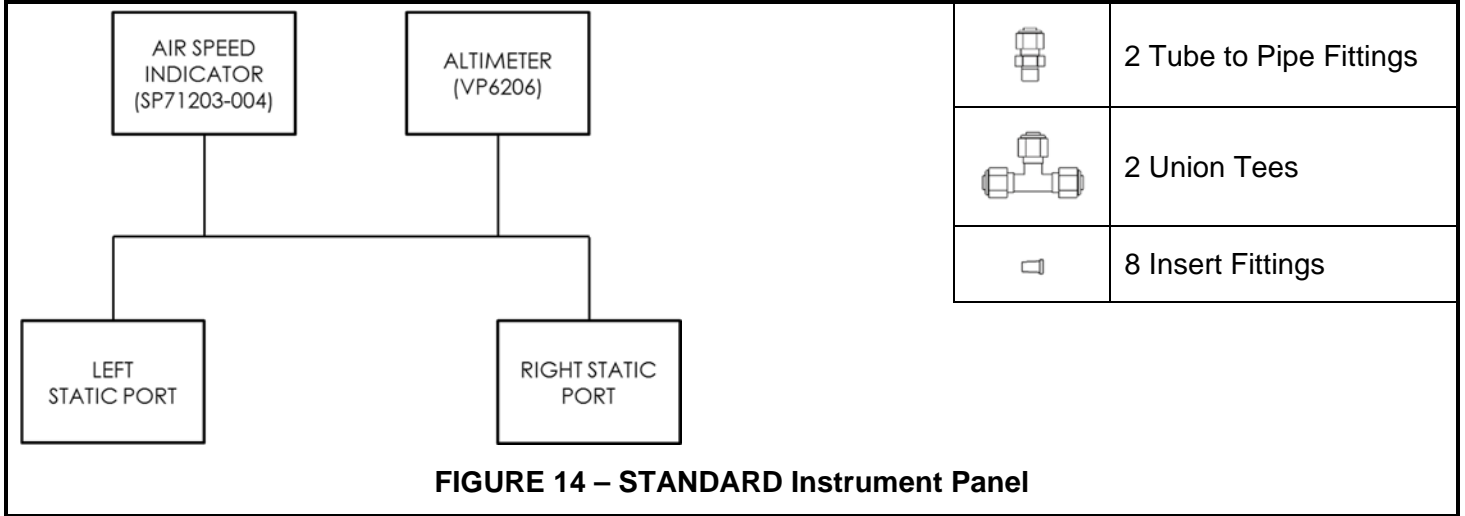 AIR SPEED
INDICATOR
(SP71203-004)
ALTIMETER
(VP6206)
LEFT
STATIC PORT
RIGHT STATIC
PORT
2 Tube to Pipe Fittings
2 Union Tees
8 Insert Fittings
FIGURE 14 – STANDARD Instrument Panel